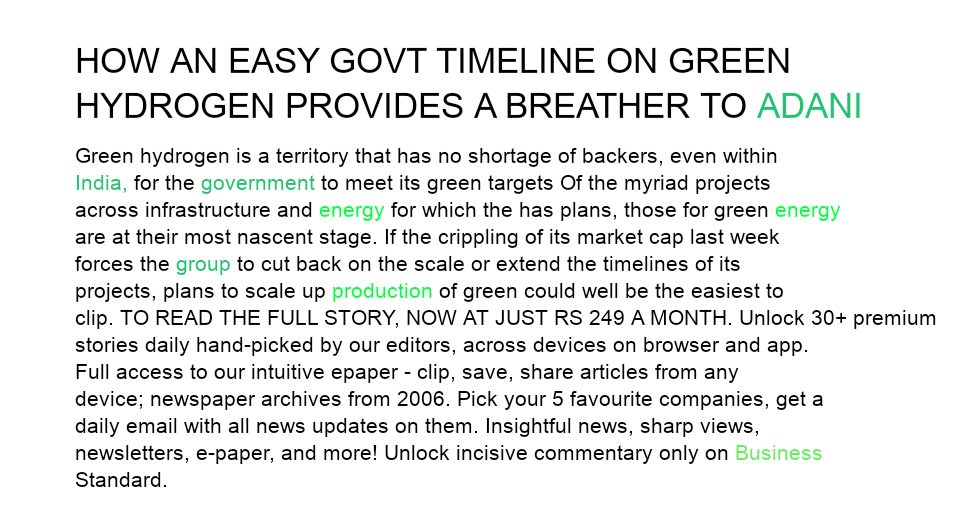 HOW AN EASY GOVT TIMELINE ON GREEN
HYDROGEN PROVIDES A BREATHER TO ADANI
Green hydrogen is a territory that has no shortage of backers, even within
India, for the government to meet its green targets Of the myriad projects
across infrastructure and energy for which the has plans, those for green energy
are at their most nascent stage. If the crippling of its market cap last week
forces the group to cut back on the scale or extend the timelines of its
projects, plans to scale up production of green could well be the easiest to
clip. TO READ THE FULL STORY, NOW AT JUST RS 249 A MONTH. Unlock 30+ premium
stories daily hand-picked by our editors, across devices on browser and app.
Full access to our intuitive epaper - clip, save, share articles from any
device; newspaper archives from 2006. Pick your 5 favourite companies, get a
daily email with all news updates on them. Insightful news, sharp views,
newsletters, e-paper, and more! Unlock incisive commentary only on Business
Standard.